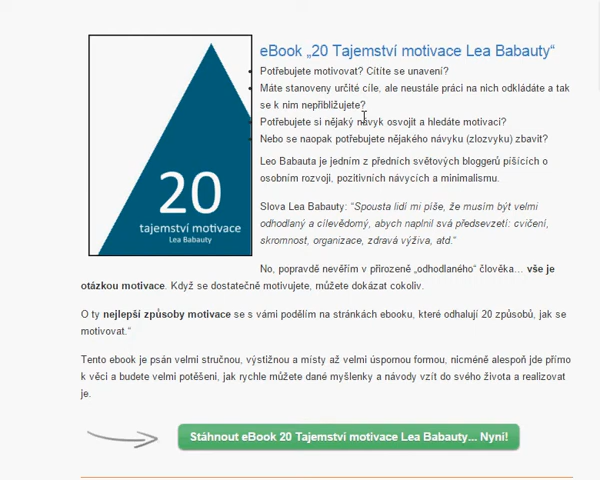 eBook „20 Tajemství motivace Lea Babauty“
Potřebujete motivovat? Cítíte se unavení?
Máte stanoveny určité cíle, ale neustále práci na nich odkládáte a tak
se k nim nepřibližujete?
Potřebujete si nějaký návyk osvojit a hledáte motivaci?
Nebo se naopak potřebujete nějakého návyku (zlozvyku) zbavit?
20
tajemství motivace
Lea Babauty
Leo Babauta je jedním z předních světových bloggerů píšících o
osobním rozvoji, pozitivních návycích a minimalismu.
Slova Lea Babauty: “Spousta lidí mi píše, že musím být velmi
odhodlaný a cílevědomý, abych naplnil svá předsevzetí: cvičení,
skromnost, organizace, zdravá výživa, atd.“
No, popravdě nevěřím v přirozeně „odhodlaného“ člověka... vše je
otázkou motivace. Když se dostatečně motivujete, můžete dokázat cokoliv.
O ty nejlepší způsoby motivace se s vámi podělím na stránkách ebooku, které odhalují 20 způsobů, jak se
motivovat.“
Tento ebook je psán velmi stručnou, výstižnou a místy až velmi úspornou formou, nicméně alespoň jde přímo
k věci a budete velmi potěšeni, jak rychle můžete dané myšlenky a návody vzít do svého života a realizovat
je.
Stáhnout eBook 20 Tajemství motivace Lea Babauty... Nyní!